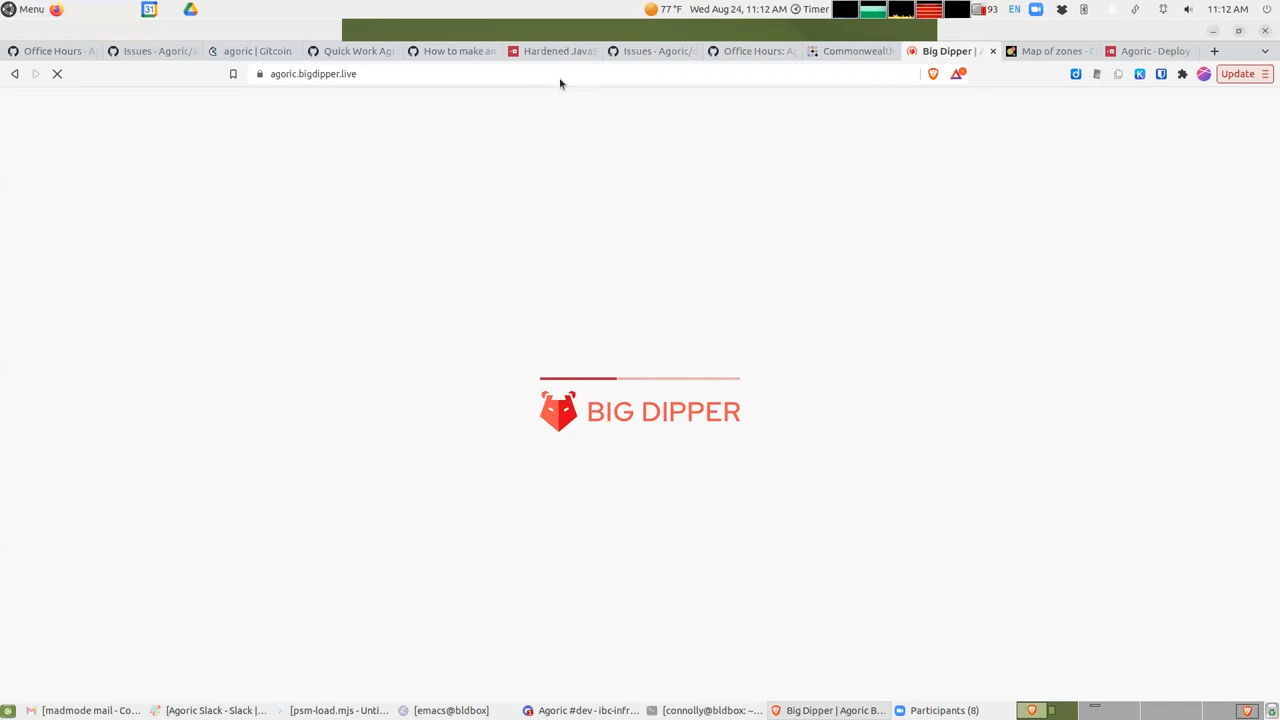 Menu
77 °F
Wed Aug 24, 11:12 AM
Timer
93
EN
11:12 AM
Office Hours - A
Issues · Agoric/
agoric | Gitcoin
Quick Work Agr
How to make an
Hardened JavaS
Issues · Agoric/d
Office Hours: Ag
Commonwealth
Big Dipper | A
Map of zones - C
Agoric - Deploy
agoric.bigdipper.live
Update
BIG DIPPER
[madmode mail - Co...
[Agoric Slack - Slack |...
[psm-load.mjs - Unti...
[emacs@bldbox]
Agoric #dev - ibc-infr...
[connolly@bldbox: ~...
Big Dipper | Agoric B...
Participants (8)